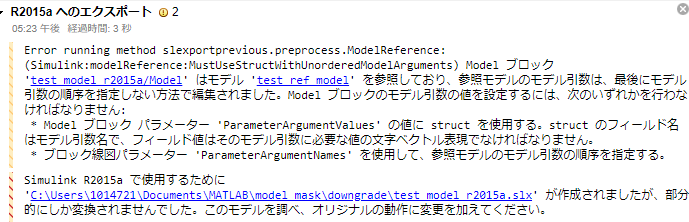 R2015a へのエクスポート 2
05:23 午後 経過時間: 3 秒
Error running method slexportprevious.preprocess.ModelReference:
(Simulink:modelReference:MustUseStructWithUnorderedModelArguments) Model ブロック
'test_model_r2015a/Model' はモデル 'test_ref_model' を参照しており、参照モデルのモデル引数は、最後にモデル
引数の順序を指定しない方法で編集されました。Model ブロックのモデル引数の値を設定するには、次のいずれかを行わな
ければなりません:
* Model ブロック パラメーター 'ParameterArgumentValues' の値に struct を使用する。struct のフィールド名
はモデル引数名で、フィールド値はそのモデル引数に必要な値の文字ベクトル表現でなければなりません。
* ブロック線図パラメーター 'ParameterArgumentNames' を使用して、参照モデルのモデル引数の順序を指定する。
Simulink R2015a で使用するために
'C:\Users\1014721\Documents\MATLAB\model_mask\downgrade\test_model_r2015a.slx' が作成されましたが、部分
的にしか変換されませんでした。このモデルを調べ、オリジナルの動作に変更を加えてください。